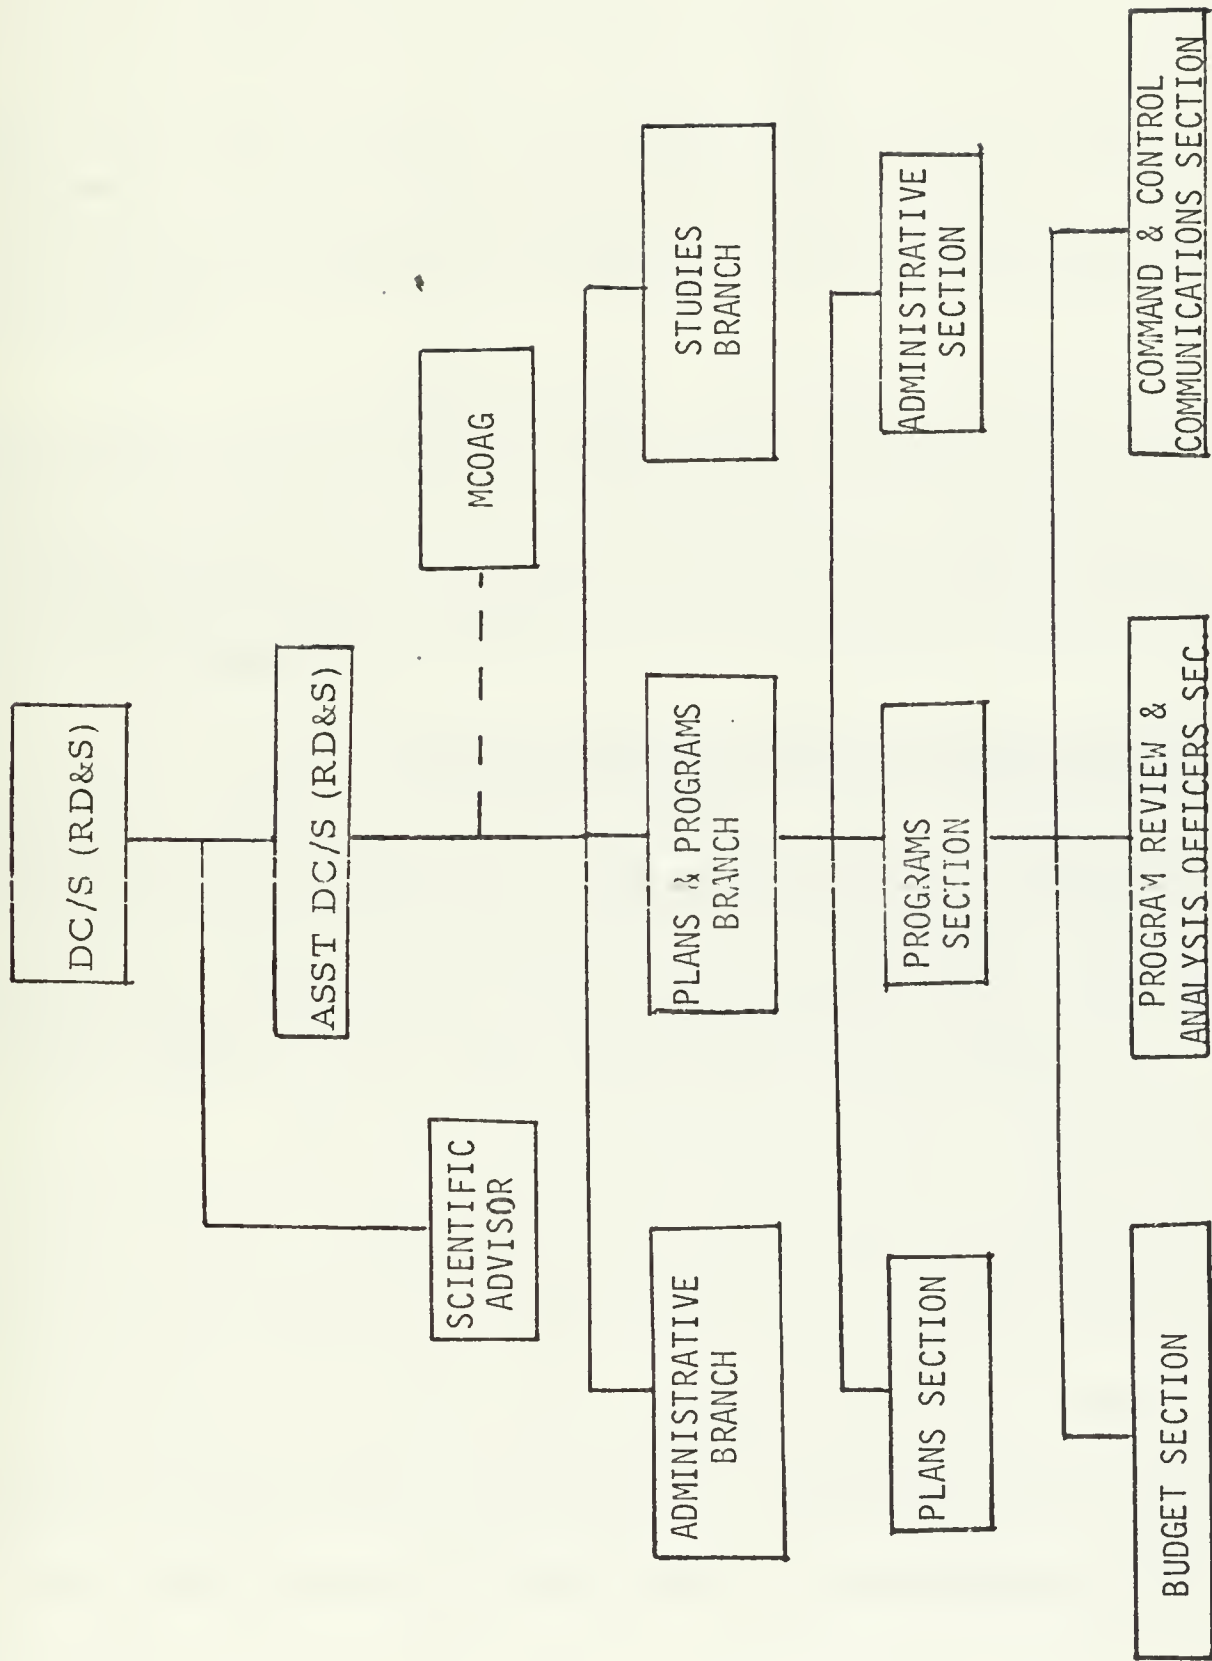 DC/S (RD&S)
ASST DC/S (RD&S)
SCIENTIFIC
ADVISOR
MCOAG
ADMINISTRATIVE
BRANCH
PLANS & PROGRAMS
BRANCH
STUDIES
BRANCH
PLANS SECTION
PROGRAMS
SECTION
ADMINISTRATIVE
SECTION
BUDGET SECTION
PROGRAM REVIEW &
ANALYSIS OFFICERS SEC
COMMAND & CONTROL
COMMUNICATIONS SECTION